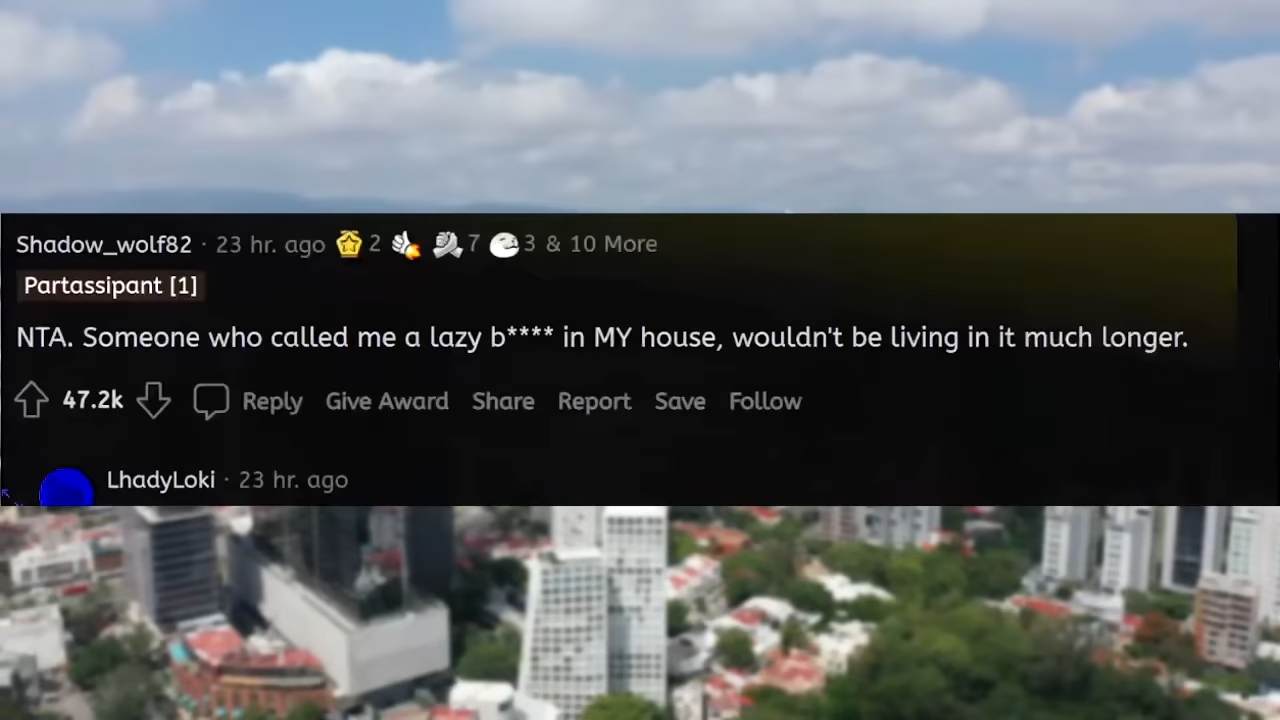 Shadow_wolf82 · 23 hr. ago 2 7 3 & 10 More
Partassipant [1]
NTA. Someone who called me a lazy b**** in MY house, wouldn't be living in it much longer.
47.2k Reply Give Award Share Report Save Follow
LhadyLoki · 23 hr. ago